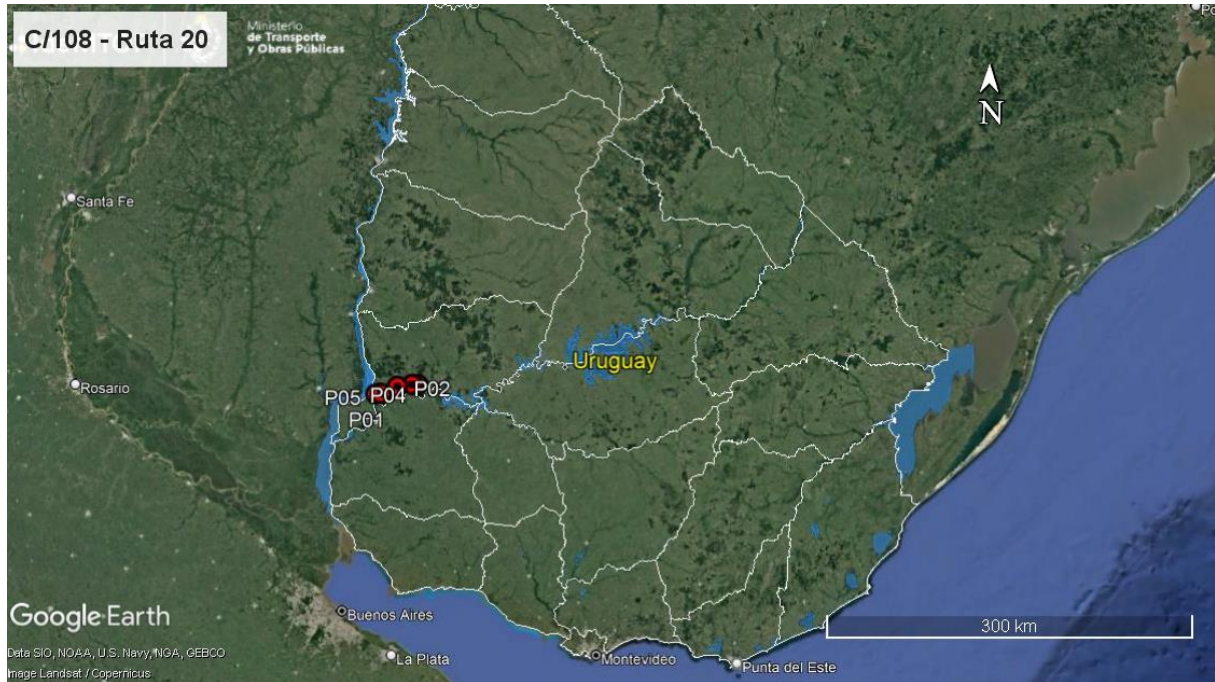 C/108 - Ruta 20
Ministerio
de Transporte
y Obras Públicas
N
Santa Fe
Rosario
Uruguay
P05
P04
P02
P01
Buenos Aires
La Plata
Montevideo
Punta del Este
300 km
Google Earth
Data SIO, NOAA, U.S. Navy, NGA, GEBCO
Image Landsat / Copernicus